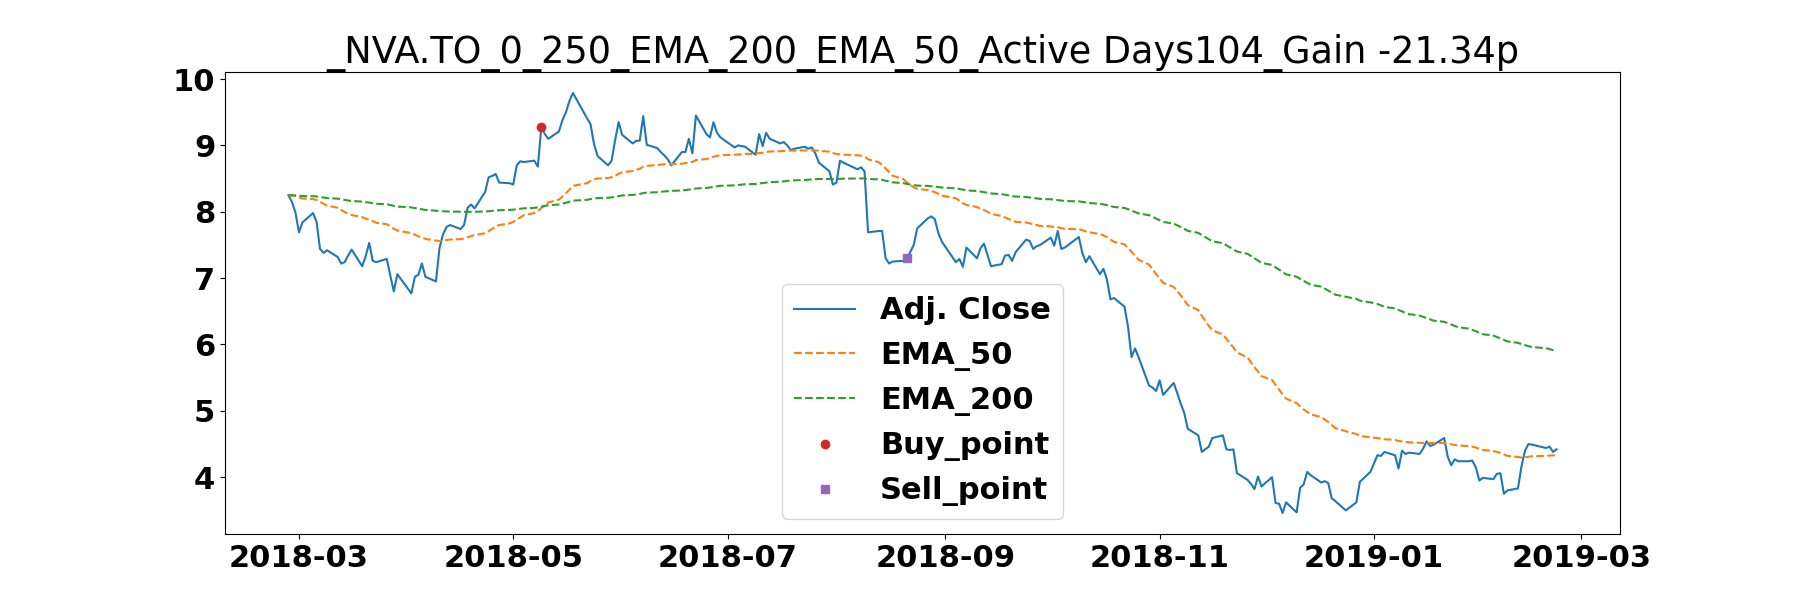 _NVA.TO_0_250_EMA_200_EMA_50_Active Days104_Gain -21.34p
10
9
8
7
6
5
4
Adj. Close
EMA_50
EMA_200
Buy_point
Sell_point
2018-03 2018-05 2018-07 2018-09 2018-11 2019-01 2019-03